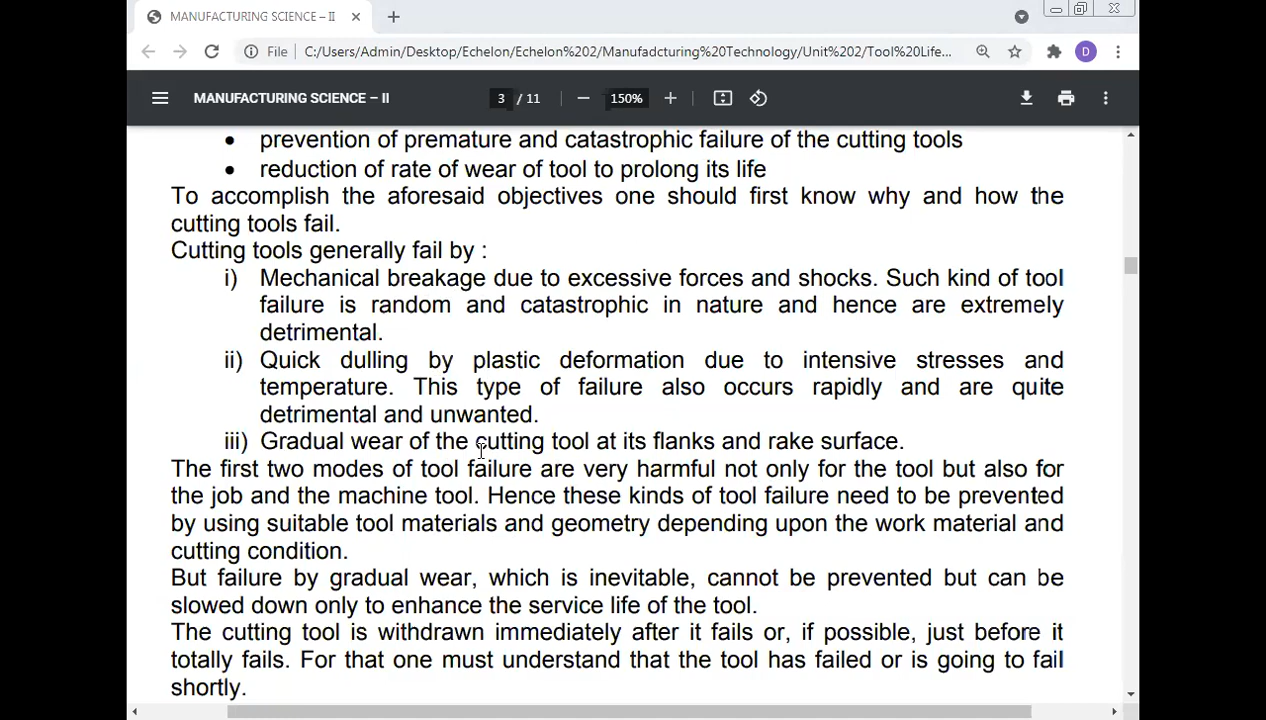 MANUFACTURING SCIENCE – II
File C:/Users/Admin/Desktop/Echelon/Echelon%202/Manufadcturing%20Technology/Unit%202/Tool%20Life...
D
MANUFACTURING SCIENCE – II 3 / 11 150%
• prevention of premature and catastrophic failure of the cutting tools
• reduction of rate of wear of tool to prolong its life
To accomplish the aforesaid objectives one should first know why and how the
cutting tools fail.
Cutting tools generally fail by :
i) Mechanical breakage due to excessive forces and shocks. Such kind of tool
failure is random and catastrophic in nature and hence are extremely
detrimental.
ii) Quick dulling by plastic deformation due to intensive stresses and
temperature. This type of failure also occurs rapidly and are quite
detrimental and unwanted.
iii) Gradual wear of the cutting tool at its flanks and rake surface.
The first two modes of tool failure are very harmful not only for the tool but also for
the job and the machine tool. Hence these kinds of tool failure need to be prevented
by using suitable tool materials and geometry depending upon the work material and
cutting condition.
But failure by gradual wear, which is inevitable, cannot be prevented but can be
slowed down only to enhance the service life of the tool.
The cutting tool is withdrawn immediately after it fails or, if possible, just before it
totally fails. For that one must understand that the tool has failed or is going to fail
shortly.